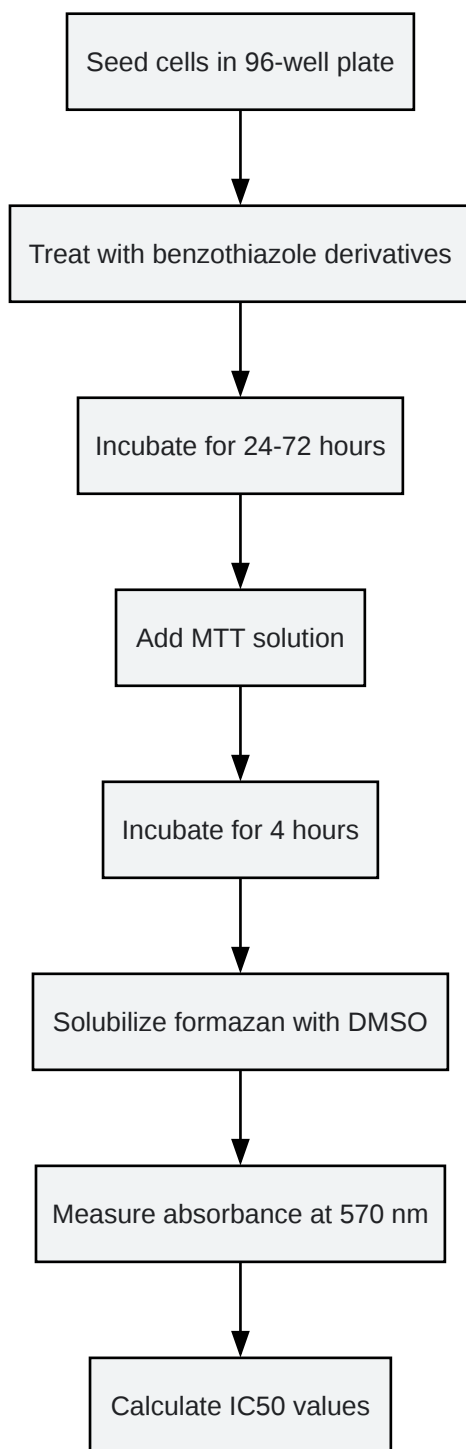 Seed cells in 96-well plate
Treat with benzothiazole derivatives
Incubate for 24-72 hours
Add MTT solution
Incubate for 4 hours
Solubilize formazan with DMSO
Measure absorbance at 570 nm
Calculate IC50 values